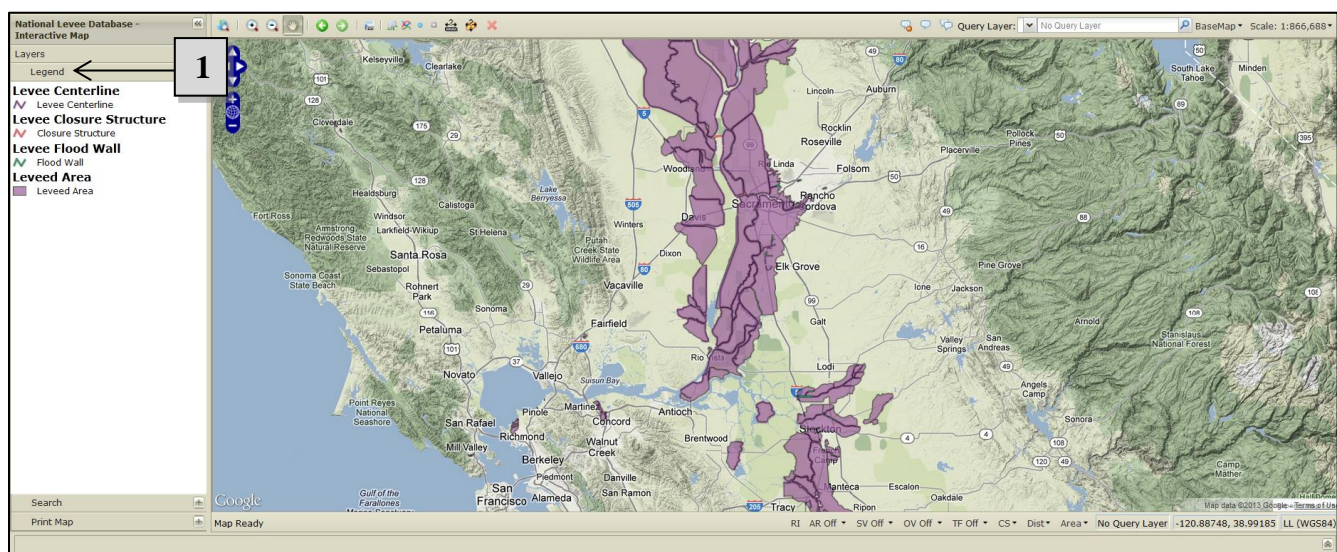 National Levee Database -
Interactive Map
Query Layer:
No Query Layer
BaseMap
Scale: 1:866,688
Layers
Legend
1
Levee Centerline
Levee Centerline
Levee Closure Structure
Closure Structure
Levee Flood Wall
Flood Wall
Leveed Area
Leveed Area
Search
Print Map
Kelseyville
Clearlake
Lincoln
Auburn
South Lake
Tahoe
Minden
Cloverdale
Rocklin
Roseville
Pollock
Pines
Placerville
Folsom
Healdsburg
Lake
Berryessa
Calistoga
Fort Ross
Windsor
Armstrong
Redwoods State
Natural Reserve
Larkfield-Wikup
St Helena
Winters
Davis
Sacramento
Putah
Creek State
Wildlife Area
Dixon
Santa Rosa
Sebastopol
Elk Grove
Pine Grove
Sonoma Coast
State Beach
Rohnert
Park
Vacaville
Ione
Jackson
Sonoma
Petaluma
Fairfield
Galt
Arnold
Stanislaus
National Forest
Valley
Springs
San
Andreas
Lodi
Novato
Vallejo
Suisun Bay
Angels
Camp
Point Reyes
National
Seashore
San Rafael
Pinole
Martinez
Concord
Antioch
Stockton
Sonora
Richmond
Mill Valley
Walnut
Creek
Brentwood
Berkeley
Camp
Mather
Piedmont
Danville
Manteca
Escalon
Gulf of the
Farallones
San
Francisco
Alameda
San Ramon
Oakdale
Tracy
Ripon
Google
Map data ©2013 Google - Terms of Use
Map Ready
RI
AR Off
SV Off
OV Off
TF Off
CS
Dist
Area
No Query Layer
-120.88748, 38.99185
LL (WGS84)